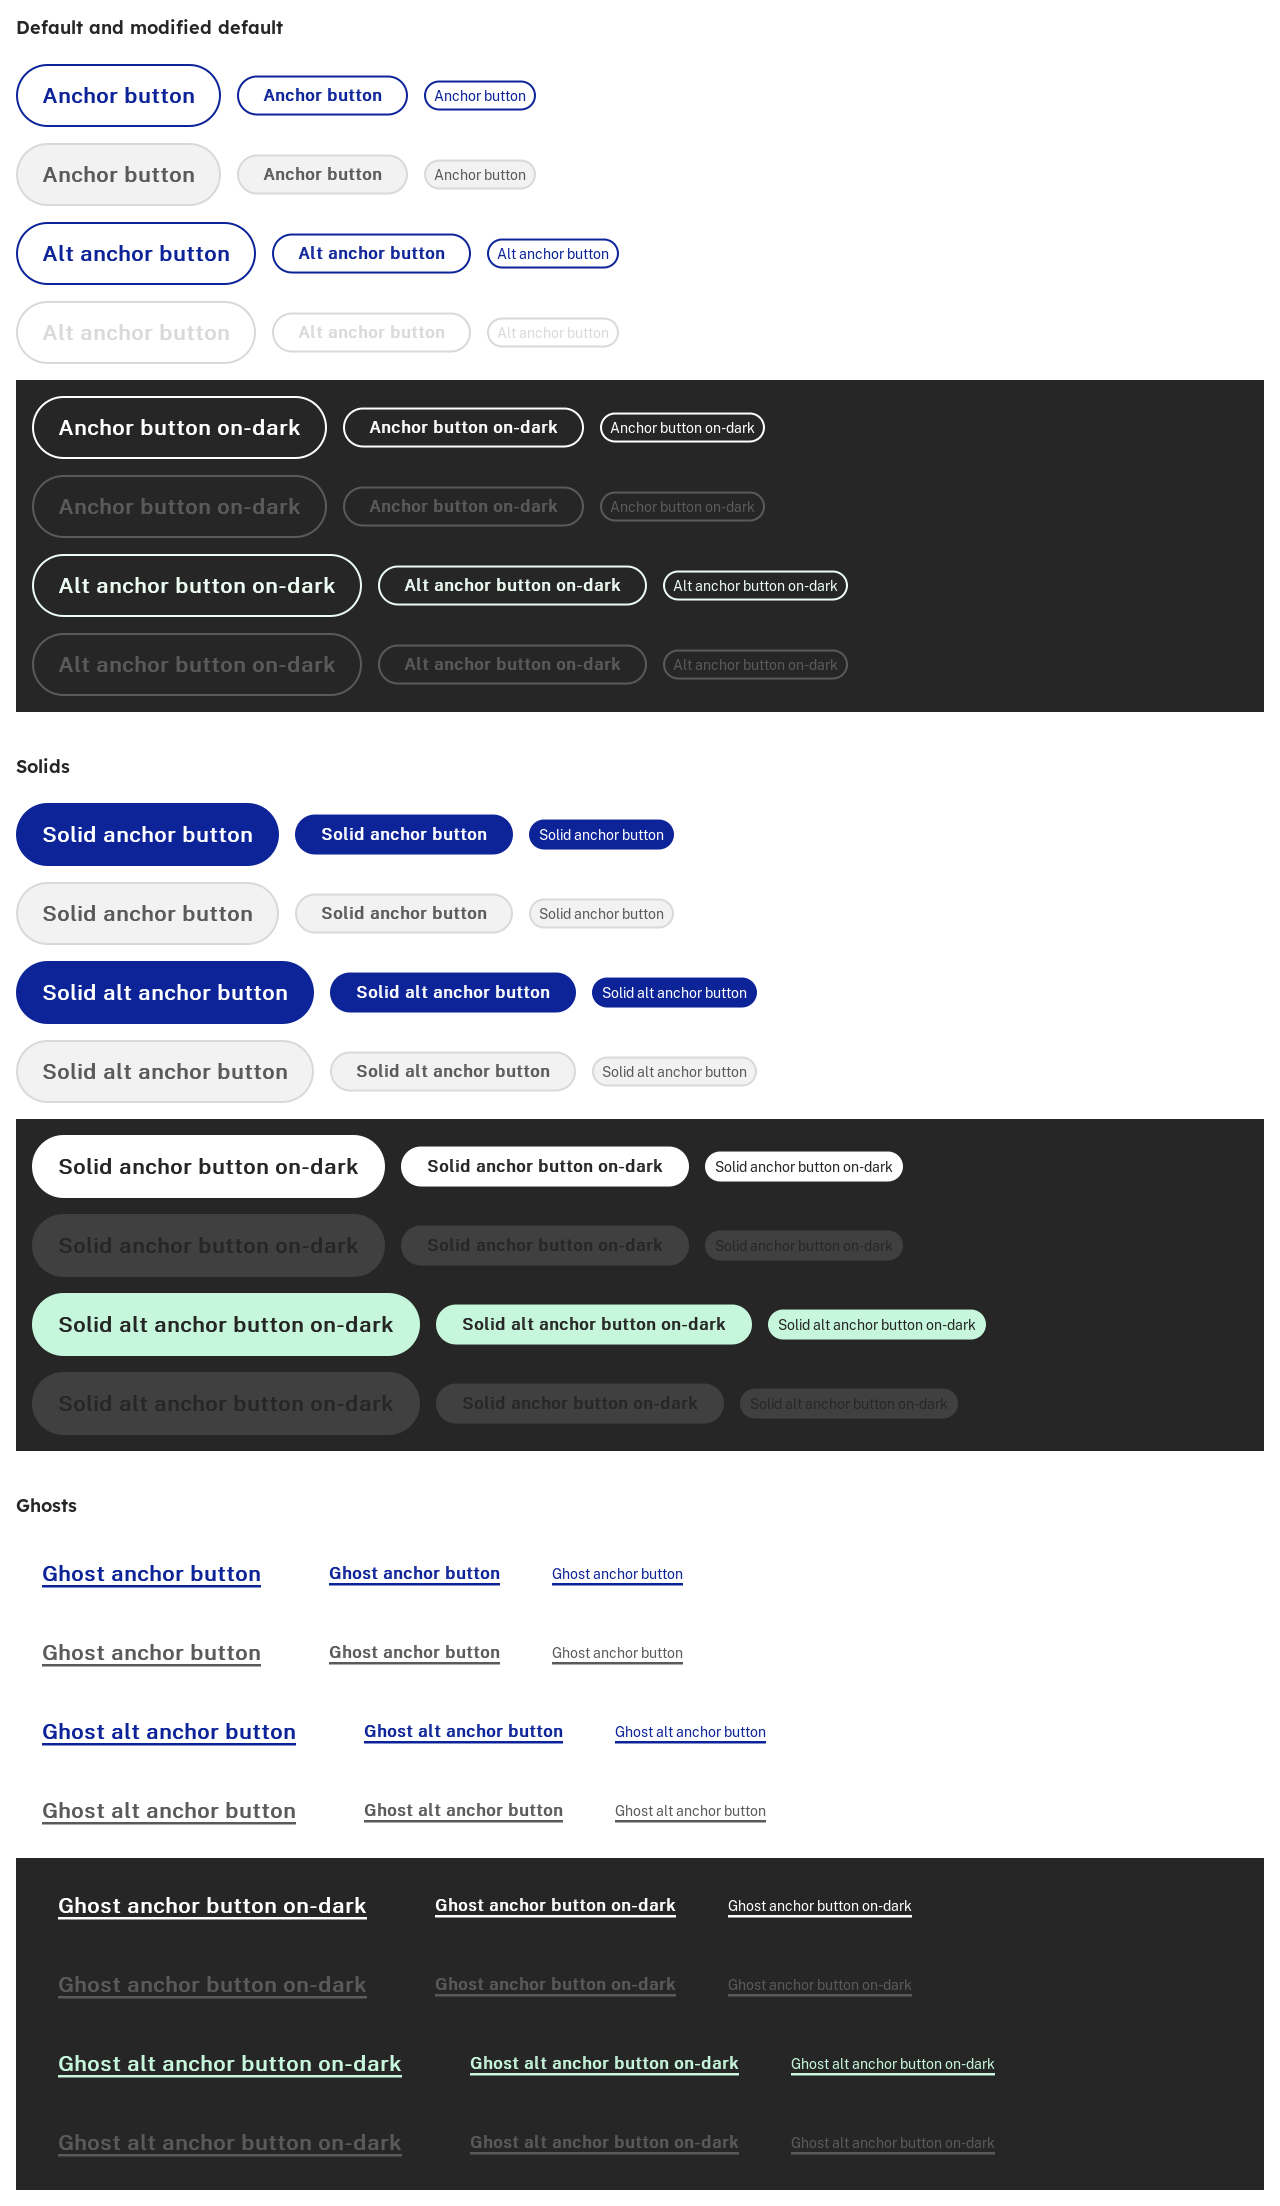 Default and modified default
Anchor button Anchor button Anchor button
Anchor button Anchor button Anchor button
Alt anchor button Alt anchor button Alt anchor button
Alt anchor button Alt anchor button Alt anchor button
Anchor button on-dark Anchor button on-dark Anchor button on-dark
Anchor button on-dark Anchor button on-dark Anchor button on-dark
Alt anchor button on-dark Alt anchor button on-dark Alt anchor button on-dark
Alt anchor button on-dark Alt anchor button on-dark Alt anchor button on-dark
Solids
Solid anchor button Solid anchor button Solid anchor button
Solid anchor button Solid anchor button Solid anchor button
Solid alt anchor button Solid alt anchor button Solid alt anchor button
Solid alt anchor button Solid alt anchor button Solid alt anchor button
Solid anchor button on-dark Solid anchor button on-dark Solid anchor button on-dark
Solid anchor button on-dark Solid anchor button on-dark Solid anchor button on-dark
Solid alt anchor button on-dark Solid alt anchor button on-dark Solid alt anchor button on-dark
Solid alt anchor button on-dark Solid anchor button on-dark Solid alt anchor button on-dark
Ghosts
Ghost anchor button Ghost anchor button Ghost anchor button
Ghost anchor button Ghost anchor button Ghost anchor button
Ghost alt anchor button Ghost alt anchor button Ghost alt anchor button
Ghost alt anchor button Ghost alt anchor button Ghost alt anchor button
Ghost anchor button on-dark Ghost anchor button on-dark Ghost anchor button on-dark
Ghost anchor button on-dark Ghost anchor button on-dark Ghost anchor button on-dark
Ghost alt anchor button on-dark Ghost alt anchor button on-dark Ghost alt anchor button on-dark
Ghost alt anchor button on-dark Ghost alt anchor button on-dark Ghost alt anchor button on-dark